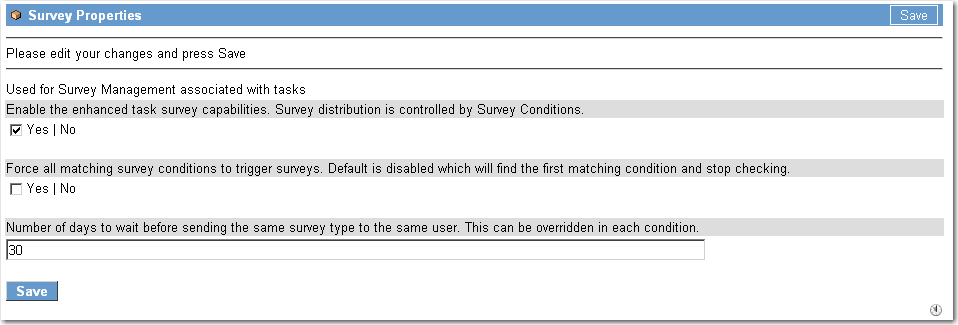 Survey Properties
Save
Please edit your changes and press Save
Used for Survey Management associated with tasks
Enable the enhanced task survey capabilities. Survey distribution is controlled by Survey Conditions.
Yes | No
Force all matching survey conditions to trigger surveys. Default is disabled which will find the first matching condition and stop checking.
Yes | No
Number of days to wait before sending the same survey type to the same user. This can be overridden in each condition.
30
Save